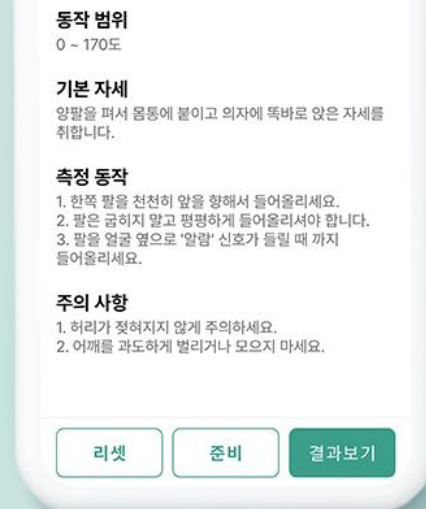 동작 범위
0 ~ 170도
기본 자세
양팔을 펴서 몸통에 붙이고 의자에 똑바로 앉은 자세를
취합니다.
측정 동작
1. 한쪽 팔을 천천히 앞을 향해서 들어올리세요.
2. 팔은 굽히지 말고 평평하게 들어올리셔야 합니다.
3. 팔을 얼굴 옆으로 '알람' 신호가 들릴 때 까지
들어올리세요.
주의 사항
1. 허리가 젖혀지지 않게 주의하세요.
2. 어깨를 과도하게 벌리거나 모으지 마세요.
리셋 준비 결과보기